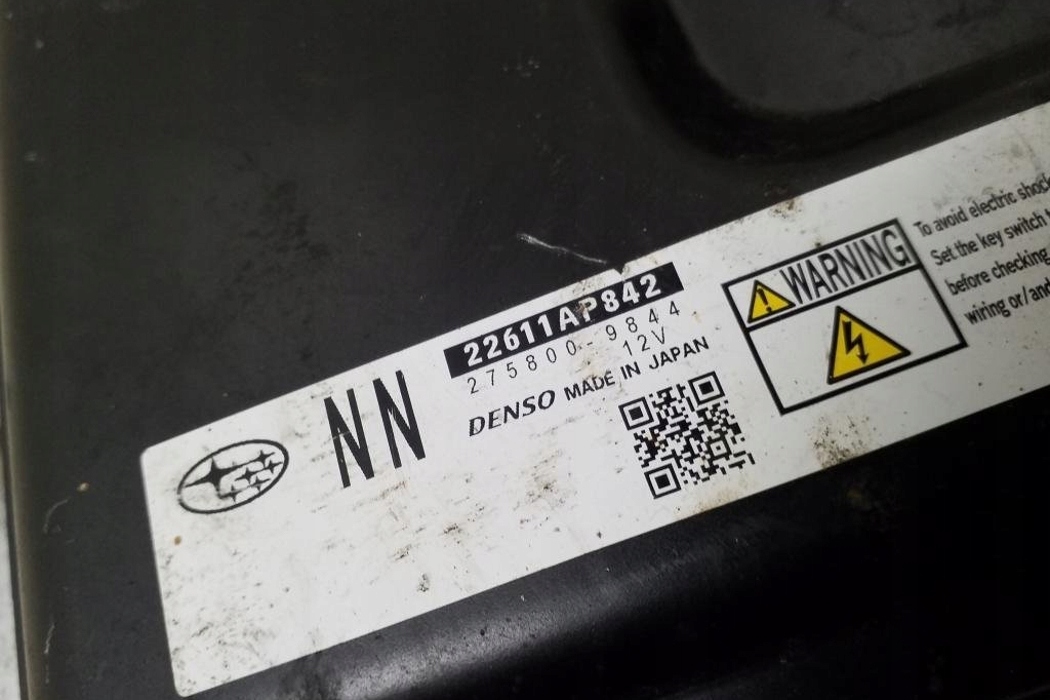 NN
22611AP842
275800-9844
12V
DENSO MADE IN JAPAN
WARNING
To avoid electric shock
Set the key switch
before checking
wiring or/and